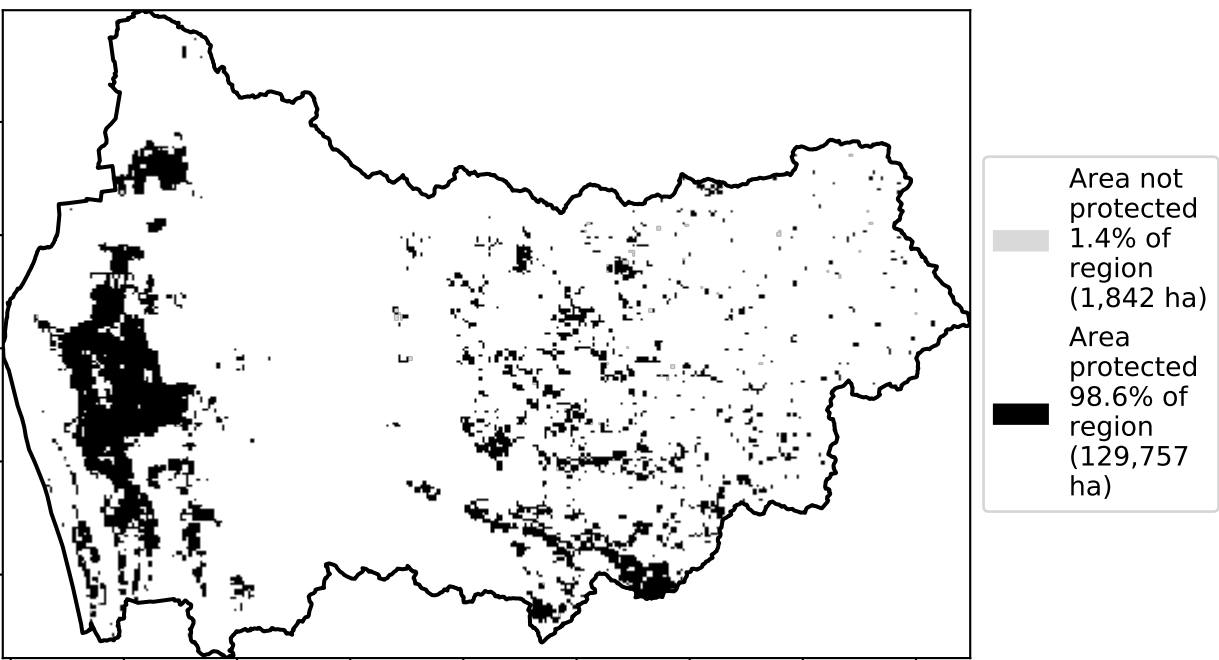 Area not
protected
1.4% of
region
(1,842 ha)
Area
protected
98.6% of
region
(129,757
ha)